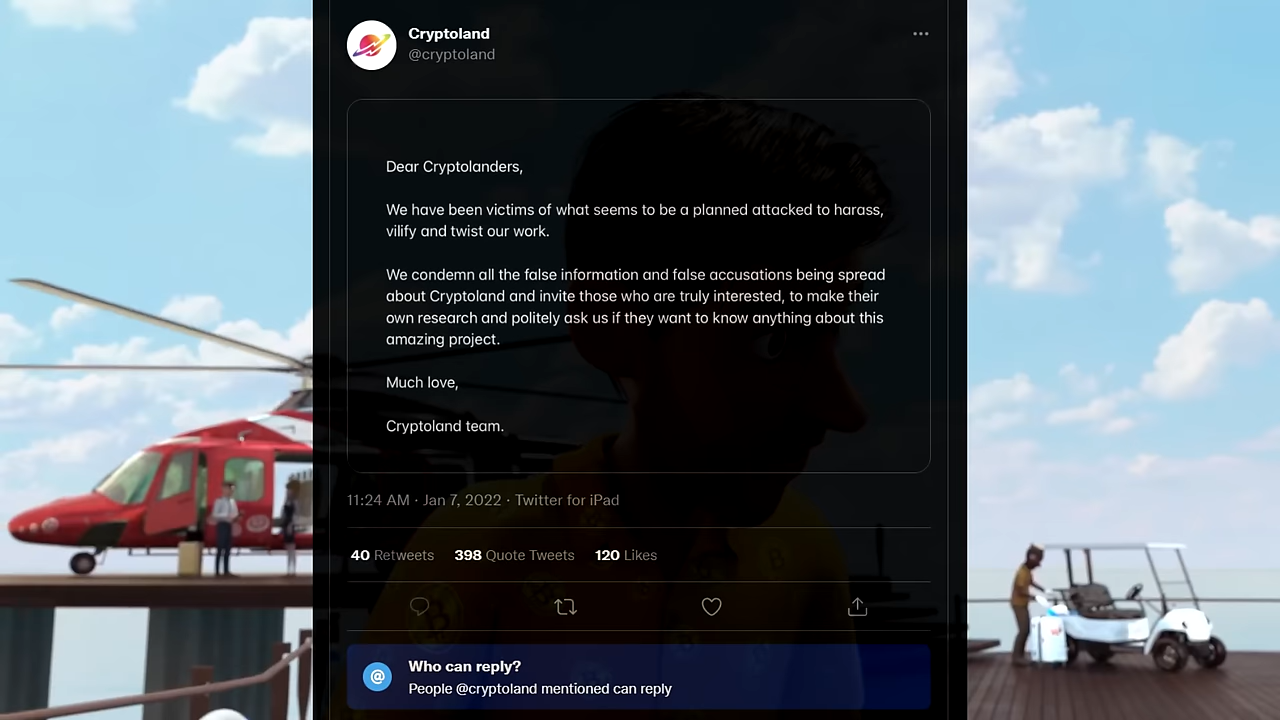 Cryptoland
@cryptoland
Dear Cryptolanders,
We have been victims of what seems to be a planned attacked to harass,
vilify and twist our work.
We condemn all the false information and false accusations being spread
about Cryptoland and invite those who are truly interested, to make their
own research and politely ask us if they want to know anything about this
amazing project.
Much love,
Cryptoland team.
11:24 AM · Jan 7, 2022 · Twitter for iPad
40 Retweets 398 Quote Tweets 120 Likes
@
Who can reply?
People @cryptoland mentioned can reply